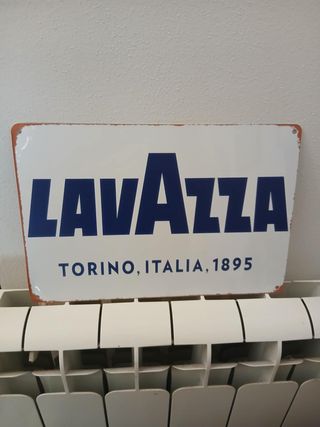 LAVAZZA
TORINO, ITALIA, 1895